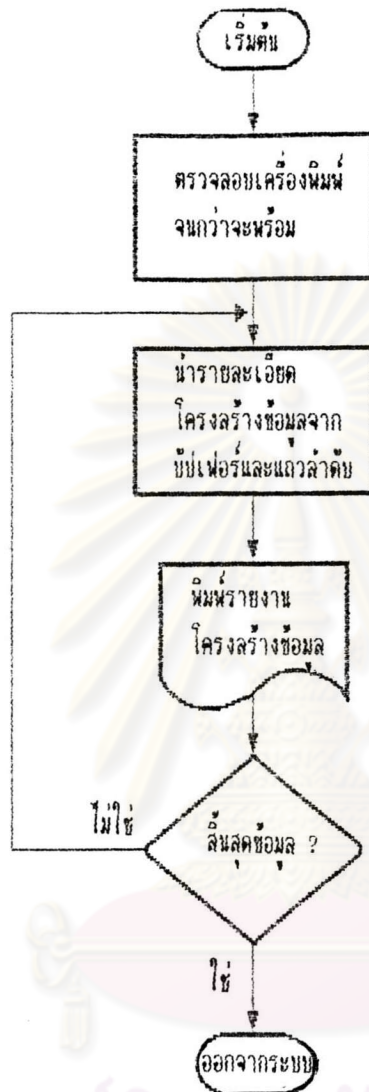 เริ่มต้น
ตรวจสอบเครื่องพิมพ์
จนกว่าจะพร้อม
นำรายละเอียด
โครงสร้างข้อมูลจาก
บัปเฟอร์และแถวลำดับ
พิมพ์รายงาน
โครงสร้างข้อมูล
ไม่ใช่
สิ้นสุดข้อมูล ?
ใช่
ออกจากระบบ